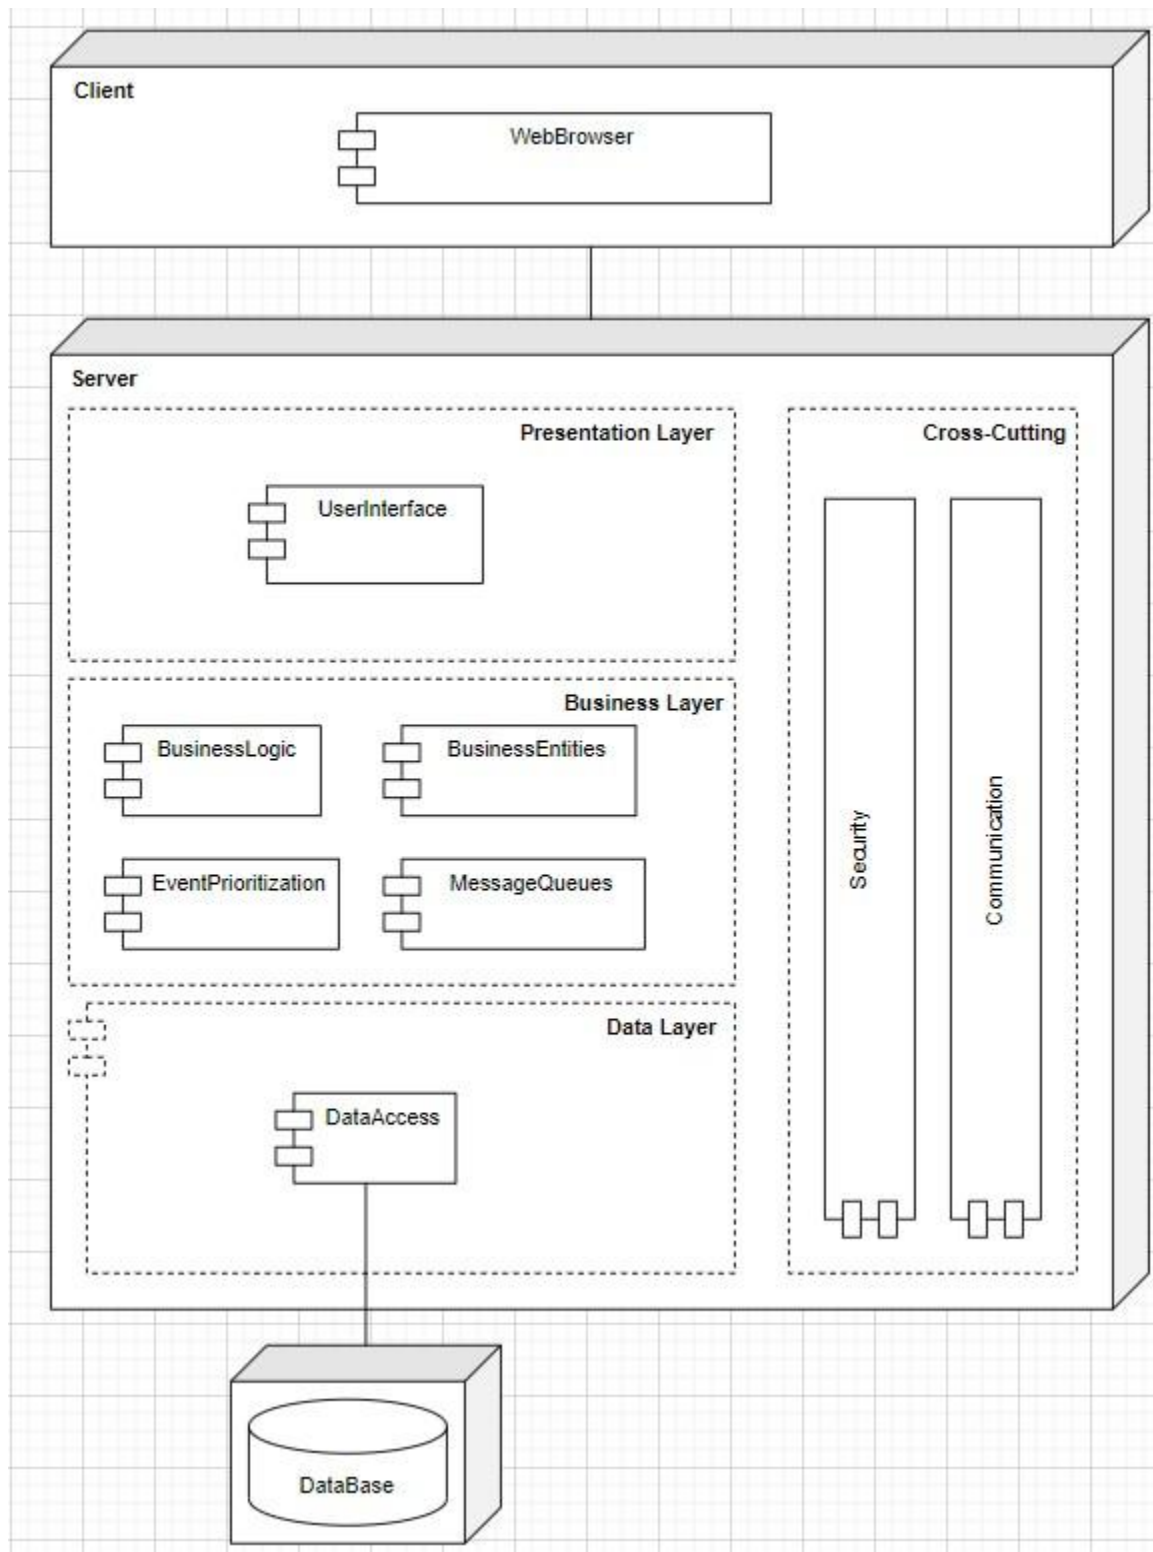 Client
WebBrowser
Server
Presentation Layer
UserInterface
Business Layer
BusinessLogic
BusinessEntities
EventPrioritization
MessageQueues
Data Layer
DataAccess
Cross-Cutting
Security
Communication
DataBase